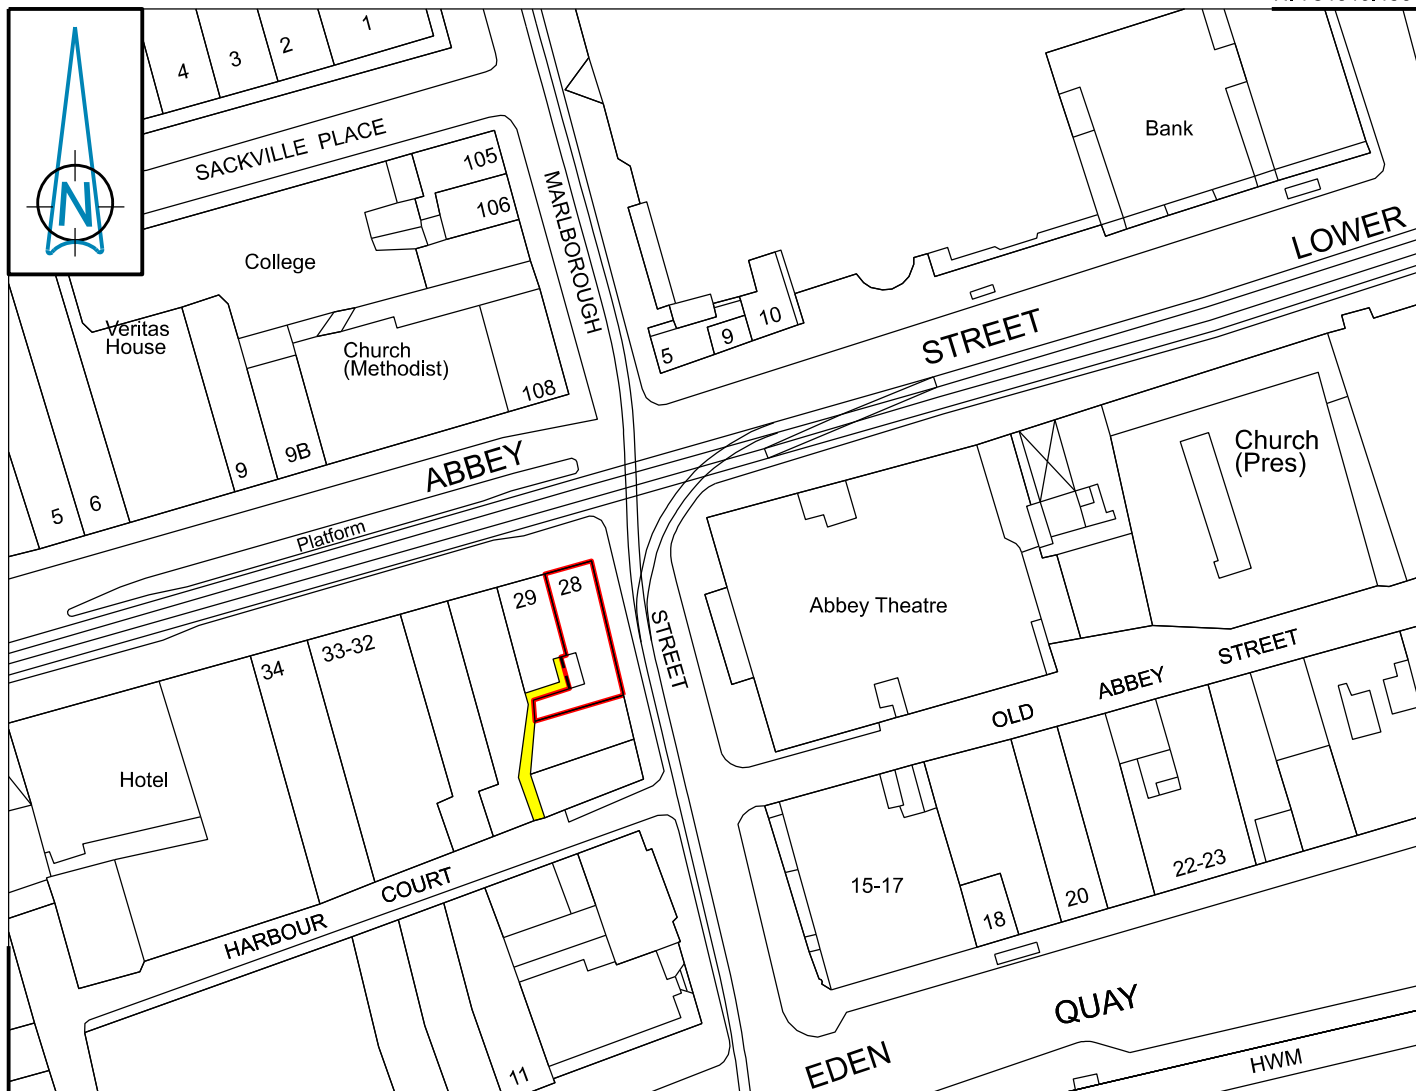 N
4
3
2
1
SACKVILLE PLACE
105
106
College
MARLBOROUGH
STREET
Bank
LOWER
STREET
ABBEY
Veritas
House
Church
(Methodist)
108
5
9
10
5
6
9
9B
Platform
Church
(Pres)
29
28
33-32
34
Abbey Theatre
Hotel
OLD ABBEY STREET
HARBOUR COURT
15-17
18
20
22-23
11
EDEN
QUAY
HWM